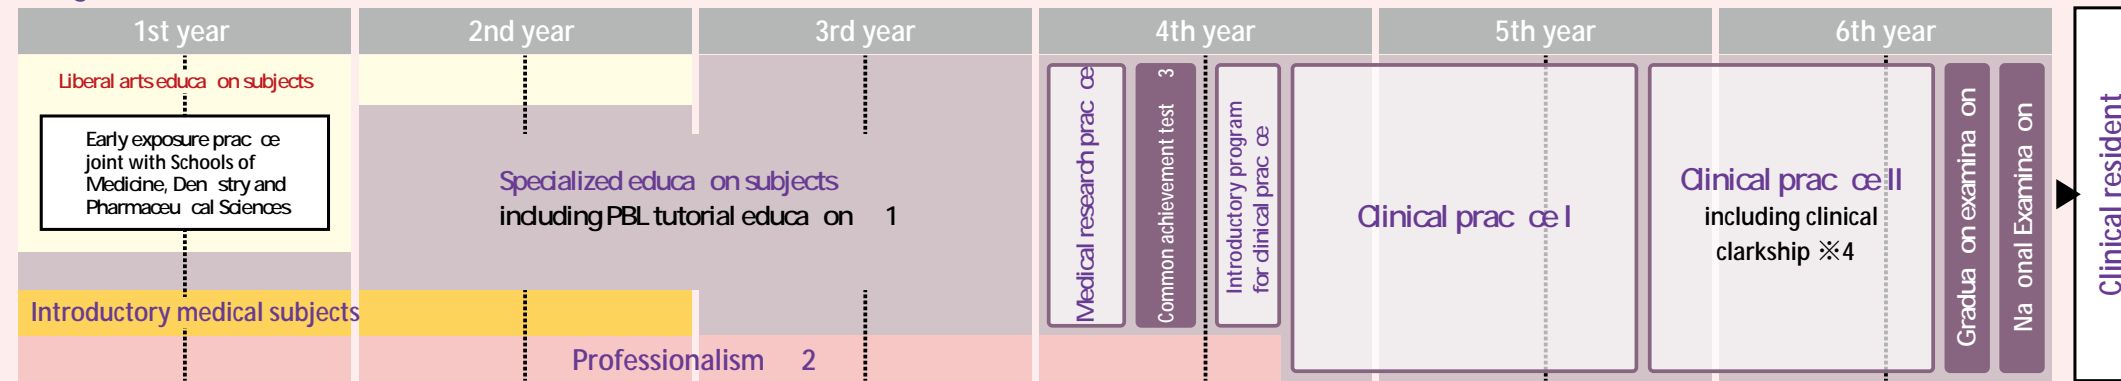 1st year
2nd year
3rd year
4th year
5th year
6th year
Liberal arts educa on subjects
Early exposure prac ce
joint with Schools of
Medicine, Den stry and
Pharmaceu cal Sciences
Introductory medical subjects
Specialized educa on subjects
including PBL tutorial educa on 1
Professionalism 2
Medical research prac ce
Common achievement test 3
Introductory program
for clinical prac ce
Clinical prac ce I
Clinical prac ce II
including clinical
clarkship ※4
Gradua on examina on
Na onal Examina on
Clinical resident